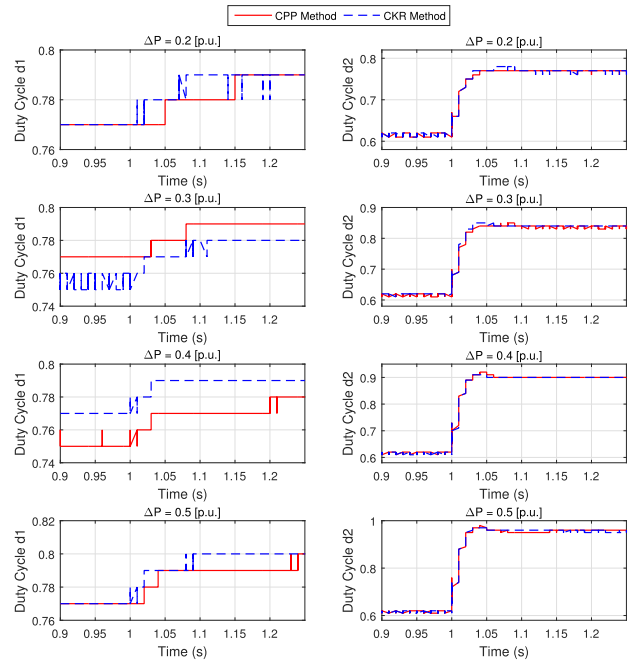 CPP Method CKR Method
ΔP = 0.2 [p.u.]
Duty Cycle d1
0.8
0.78
0.76
0.9 0.95 1 1.05 1.1 1.15 1.2
Time (s)
ΔP = 0.2 [p.u.]
Duty Cycle d2
0.8
0.7
0.6
0.9 0.95 1 1.05 1.1 1.15 1.2
Time (s)
ΔP = 0.3 [p.u.]
Duty Cycle d1
0.8
0.78
0.76
0.74
0.9 0.95 1 1.05 1.1 1.15 1.2
Time (s)
ΔP = 0.3 [p.u.]
Duty Cycle d2
0.9
0.8
0.7
0.6
0.9 0.95 1 1.05 1.1 1.15 1.2
Time (s)
ΔP = 0.4 [p.u.]
Duty Cycle d1
0.8
0.78
0.76
0.74
0.9 0.95 1 1.05 1.1 1.15 1.2
Time (s)
ΔP = 0.4 [p.u.]
Duty Cycle d2
0.9
0.8
0.7
0.6
0.9 0.95 1 1.05 1.1 1.15 1.2
Time (s)
ΔP = 0.5 [p.u.]
Duty Cycle d1
0.82
0.8
0.78
0.76
0.9 0.95 1 1.05 1.1 1.15 1.2
Time (s)
ΔP = 0.5 [p.u.]
Duty Cycle d2
1
0.8
0.6
0.9 0.95 1 1.05 1.1 1.15 1.2
Time (s)